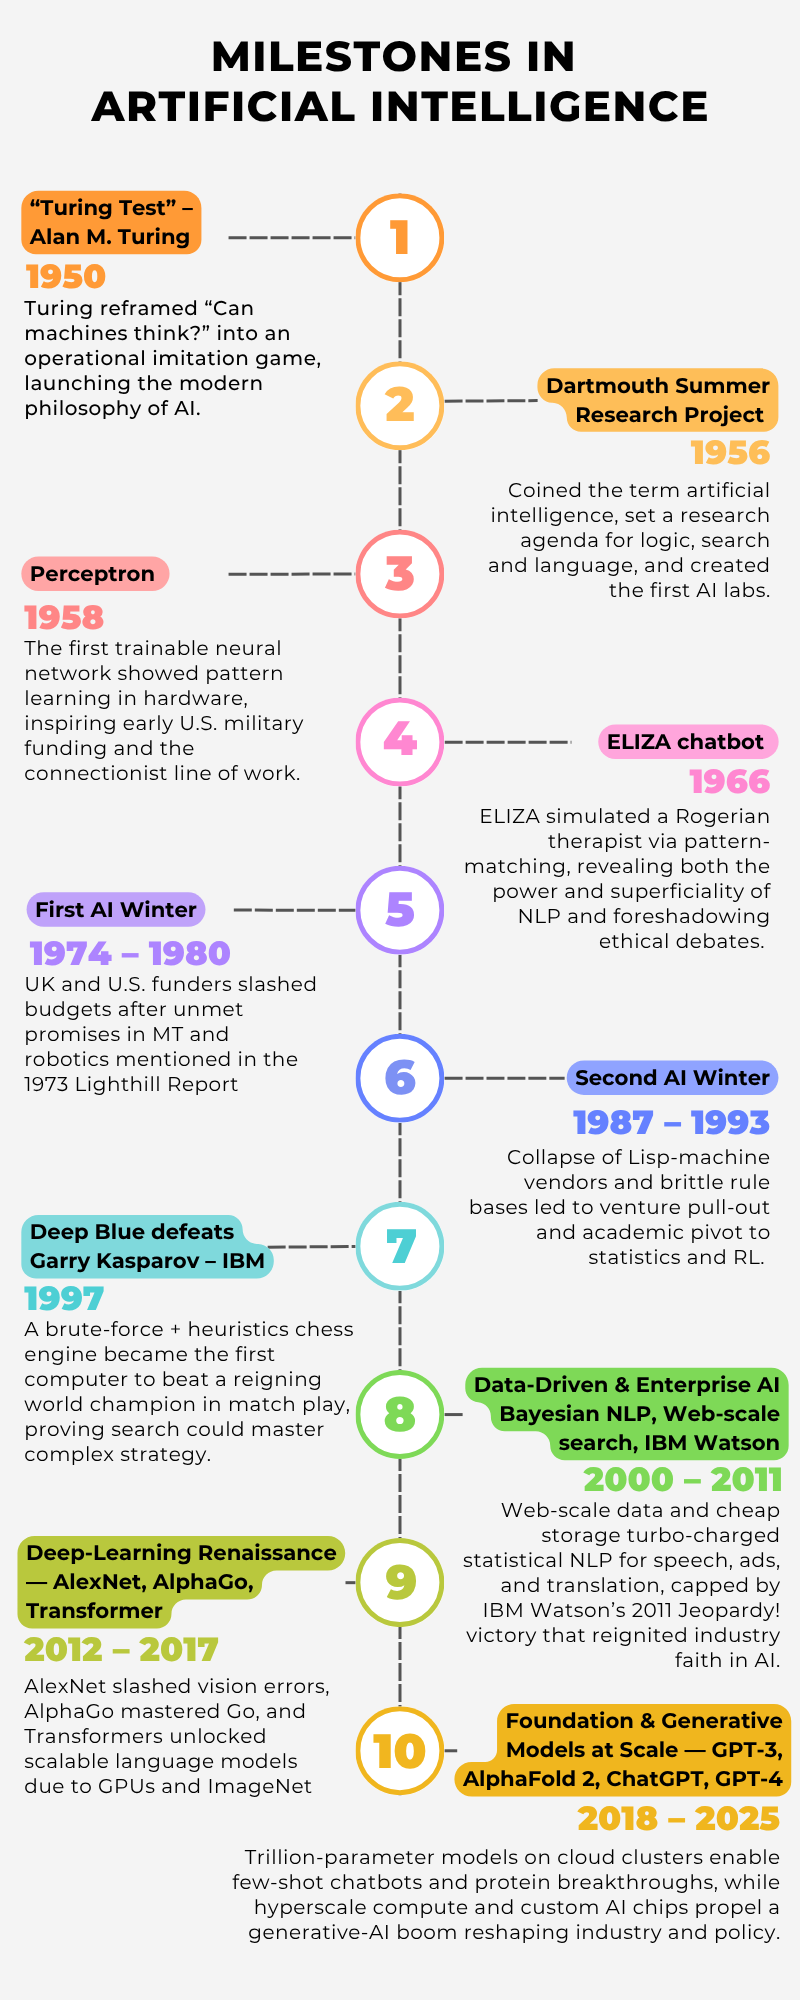 MILESTONES IN
ARTIFICIAL INTELLIGENCE
“Turing Test” –
Alan M. Turing
1
1950
Turing reframed “Can
machines think?” into an
operational imitation game,
launching the modern
philosophy of AI.
2
Dartmouth Summer
Research Project
1956
Coined the term artificial
intelligence, set a research
agenda for logic, search
and language, and created
the first AI labs.
3
Perceptron
1958
The first trainable neural
network showed pattern
learning in hardware,
inspiring early U.S. military
funding and the
connectionist line of work.
4
ELIZA chatbot
1966
ELIZA simulated a Rogerian
therapist via pattern-
matching, revealing both the
power and superficiality of
NLP and foreshadowing
ethical debates.
5
First AI Winter
1974 – 1980
UK and U.S. funders slashed
budgets after unmet
promises in MT and
robotics mentioned in the
1973 Lighthill Report
6
Second AI Winter
1987 – 1993
Collapse of Lisp-machine
vendors and brittle rule
bases led to venture pull-out
and academic pivot to
statistics and RL.
7
Deep Blue defeats
Garry Kasparov – IBM
1997
A brute-force + heuristics chess
engine became the first
computer to beat a reigning
world champion in match play,
proving search could master
complex strategy.
8
Data-Driven & Enterprise AI
Bayesian NLP, Web-scale
search, IBM Watson
2000 – 2011
Web-scale data and cheap
storage turbo-charged
statistical NLP for speech, ads,
and translation, capped by
IBM Watson’s 2011 Jeopardy!
victory that reignited industry
faith in AI.
9
Deep-Learning Renaissance
— AlexNet, AlphaGo,
Transformer
2012 – 2017
AlexNet slashed vision errors,
AlphaGo mastered Go, and
Transformers unlocked
scalable language models
due to GPUs and ImageNet
10
Foundation & Generative
Models at Scale — GPT-3,
AlphaFold 2, ChatGPT, GPT-4
2018 – 2025
Trillion-parameter models on cloud clusters enable
few-shot chatbots and protein breakthroughs, while
hyperscale compute and custom AI chips propel a
generative-AI boom reshaping industry and policy.